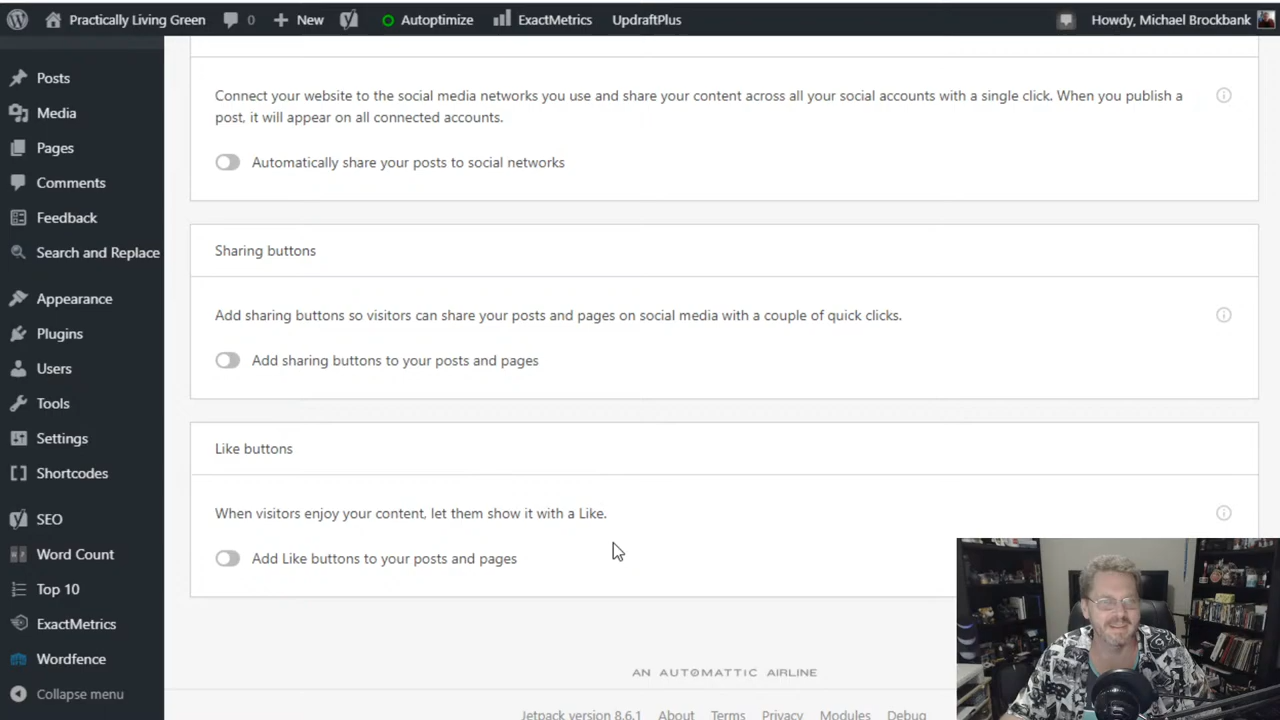 Practically Living Green 0 New Autoptimize ExactMetrics UpdraftPlus Howdy, Michael Brockbank
Posts
Media
Pages
Comments
Feedback
Search and Replace
Appearance
Plugins
Users
Tools
Settings
Shortcodes
SEO
Word Count
Top 10
ExactMetrics
Wordfence
Collapse menu
Connect your website to the social media networks you use and share your content across all your social accounts with a single click. When you publish a
post, it will appear on all connected accounts.
Automatically share your posts to social networks
Sharing buttons
Add sharing buttons so visitors can share your posts and pages on social media with a couple of quick clicks.
Add sharing buttons to your posts and pages
Like buttons
When visitors enjoy your content, let them show it with a Like.
Add Like buttons to your posts and pages
AN AUTOMATTIC AIRLINE
Jetpack version 8.6.1 About Terms Privacy Modules Debug